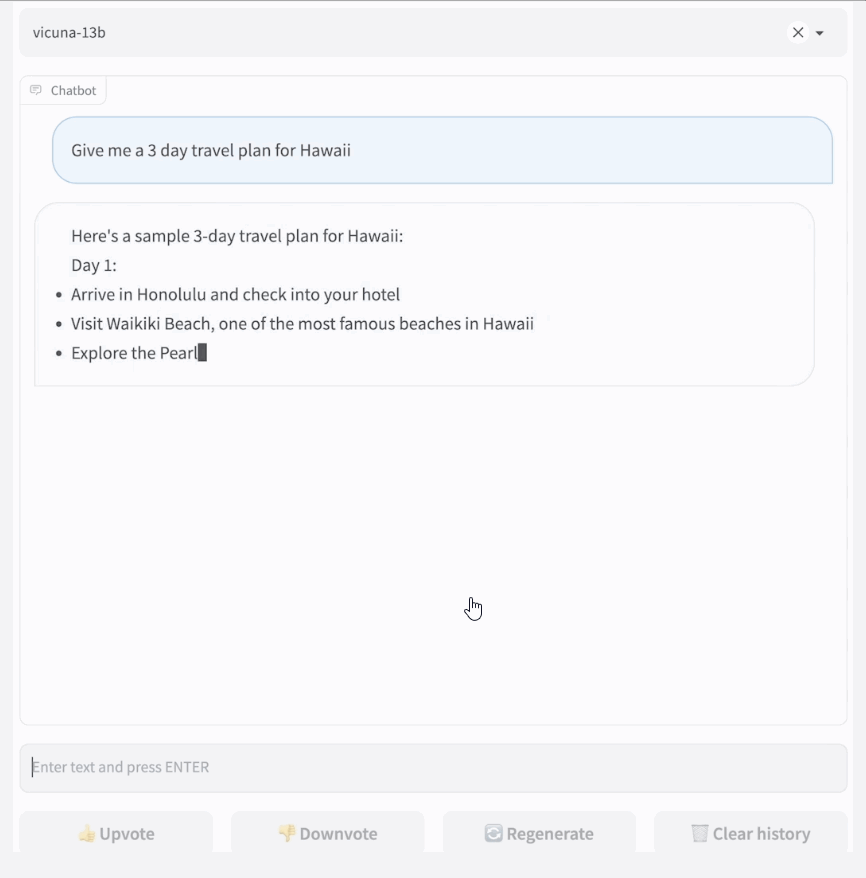 vicuna-13b
Chatbot
Give me a 3 day travel plan for Hawaii
Here's a sample 3-day travel plan for Hawaii:
Day 1:
• Arrive in Honolulu and check into your hotel
• Visit Waikiki Beach, one of the most famous beaches in Hawaii
• Explore the Pearl
Enter text and press ENTER
👍 Upvote 👎 Downvote 🔄 Regenerate 🗑️ Clear history